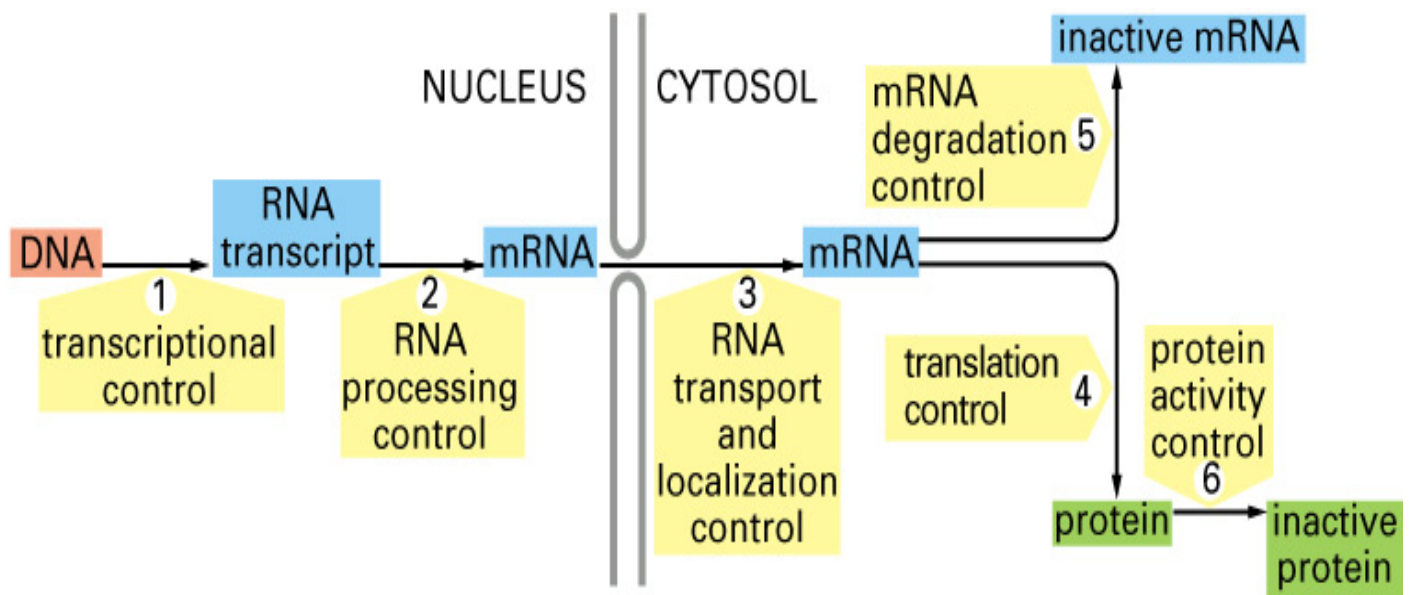 NUCLEUS
CYTOSOL
DNA
RNA
transcript
mRNA
mRNA
inactive mRNA
protein
inactive
protein
1
transcriptional
control
2
RNA
processing
control
3
RNA
transport
and
localization
control
translation
control 4
mRNA
degradation 5
control
protein
activity
control
6